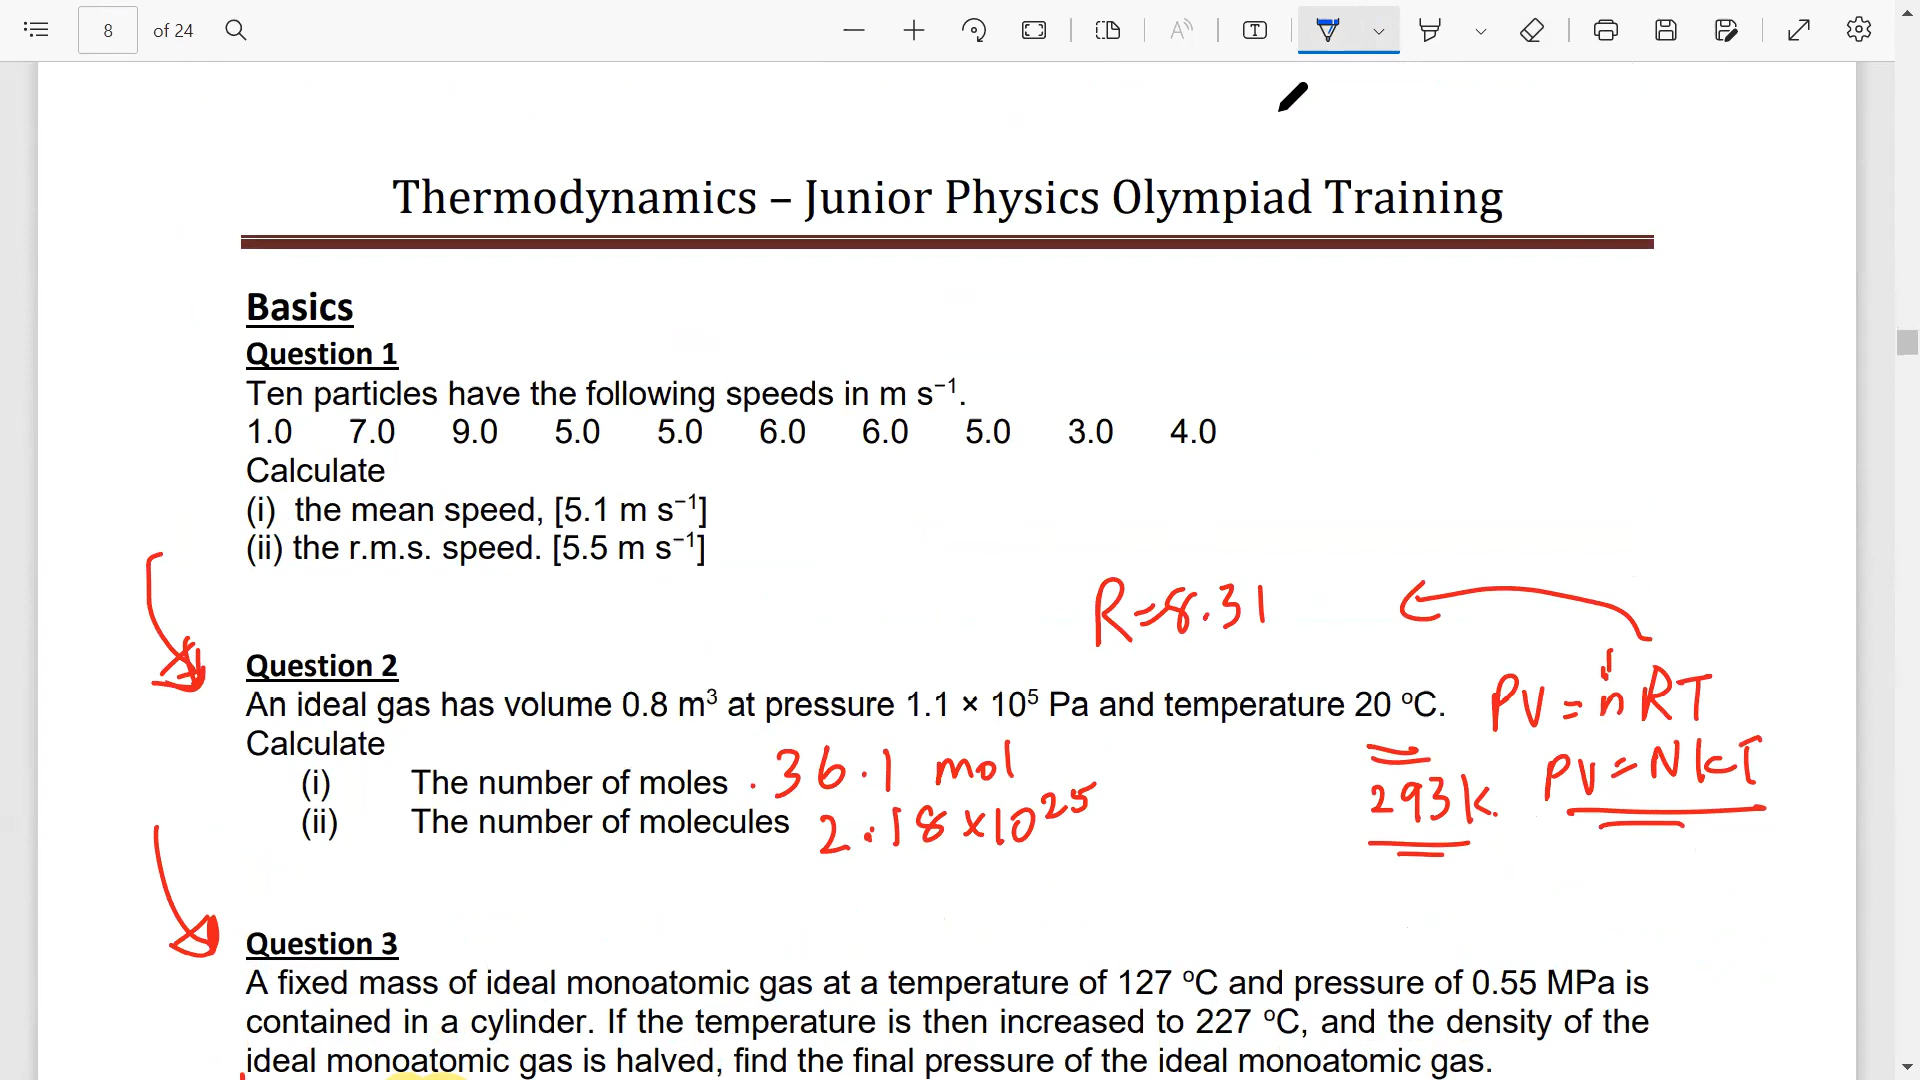 8 of 24
Thermodynamics – Junior Physics Olympiad Training
Basics
Question 1
Ten particles have the following speeds in m s⁻¹.
1.0 7.0 9.0 5.0 5.0 6.0 6.0 5.0 3.0 4.0
Calculate
(i) the mean speed, [5.1 m s⁻¹]
(ii) the r.m.s. speed. [5.5 m s⁻¹]
R=8.31
Question 2
An ideal gas has volume 0.8 m³ at pressure 1.1 × 10⁵ Pa and temperature 20 °C.
PV = nRT
Calculate
(i) The number of moles . 36.1 mol
PV = NkT
293k.
(ii) The number of molecules 2.18 x10²⁵
Question 3
A fixed mass of ideal monoatomic gas at a temperature of 127 °C and pressure of 0.55 MPa is
contained in a cylinder. If the temperature is then increased to 227 °C, and the density of the
ideal monoatomic gas is halved, find the final pressure of the ideal monoatomic gas.